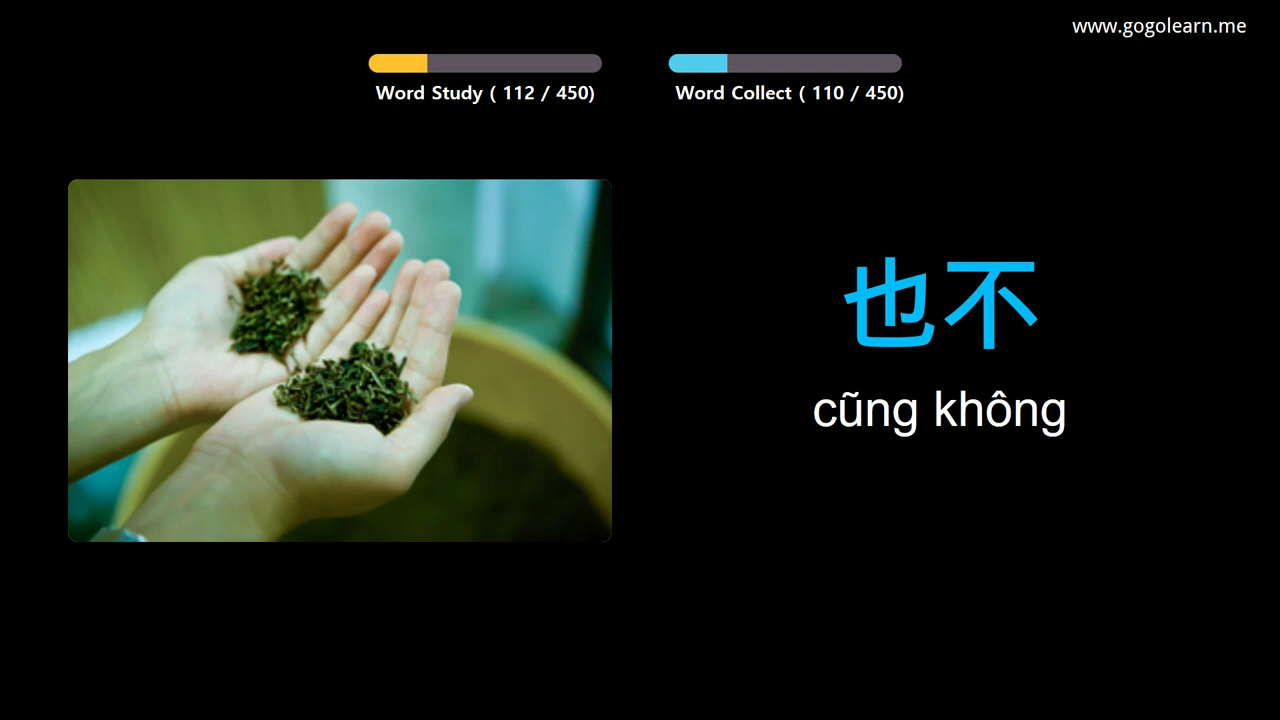 www.gogolearn.me
Word Study ( 112 / 450)
Word Collect ( 110 / 450)
也不
cũng không